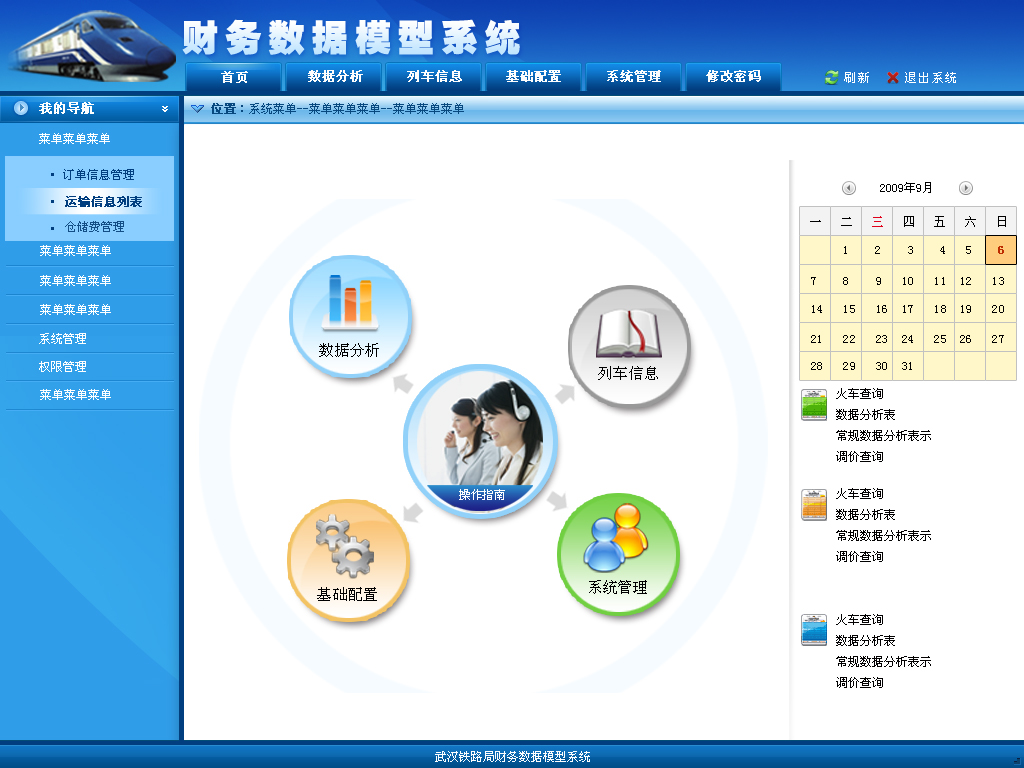 财务数据模型系统
首页 数据分析 列车信息 基础配置 系统管理 修改密码 刷新 退出系统
我的导航
位置：系统菜单--菜单菜单菜单--菜单菜单菜单
菜单菜单菜单
订单信息管理
运输信息列表
仓储费管理
菜单菜单菜单
菜单菜单菜单
菜单菜单菜单
系统管理
权限管理
菜单菜单菜单
数据分析
列车信息
操作指南
基础配置
系统管理
2009年9月
一 二 三 四 五 六 日
1 2 3 4 5 6
7 8 9 10 11 12 13
14 15 16 17 18 19 20
21 22 23 24 25 26 27
28 29 30 31
火车查询
数据分析表
常规数据分析表示
调价查询
火车查询
数据分析表
常规数据分析表示
调价查询
火车查询
数据分析表
常规数据分析表示
调价查询
武汉铁路局财务数据模型系统